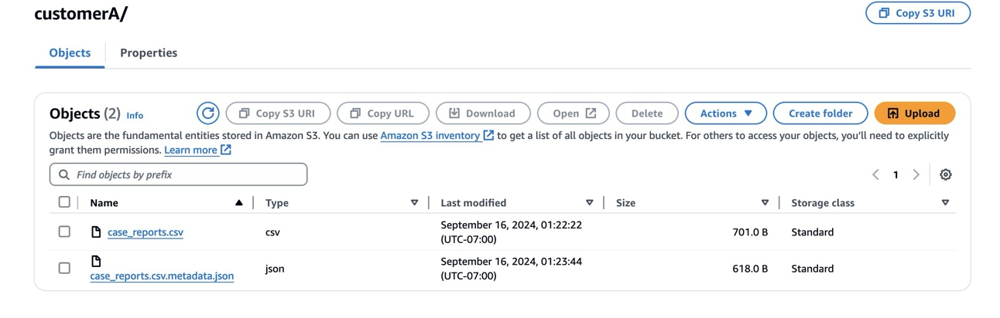 customerA/
Copy S3 URI
Objects
Properties
Objects (2) Info
Copy S3 URI
Copy URL
Download
Open
Delete
Actions
Create folder
Upload
Objects are the fundamental entities stored in Amazon S3. You can use Amazon S3 inventory to get a list of all objects in your bucket. For others to access your objects, you’ll need to explicitly
grant them permissions. Learn more
Find objects by prefix
1
Name Type Last modified Size Storage class
case_reports.csv csv September 16, 2024, 01:22:22 (UTC-07:00) 701.0 B Standard
case_reports.csv.metadata.json json September 16, 2024, 01:23:44 (UTC-07:00) 618.0 B Standard